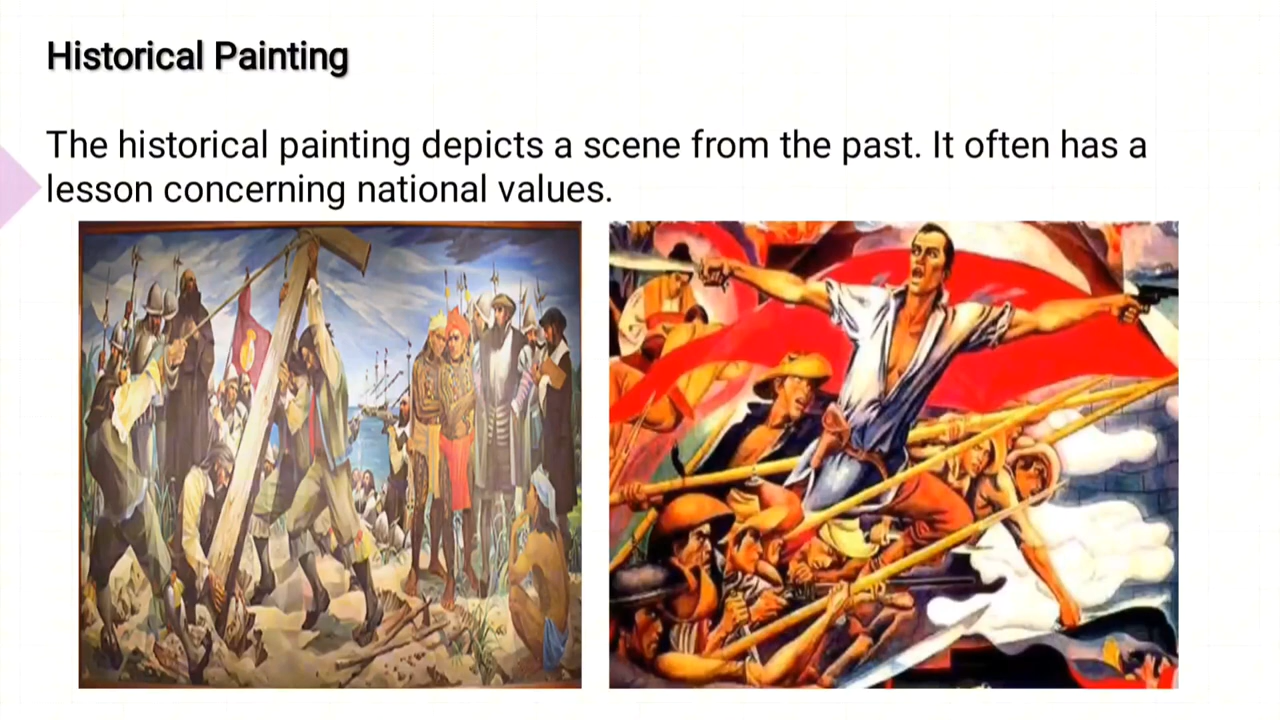 Historical Painting
The historical painting depicts a scene from the past. It often has a
lesson concerning national values.